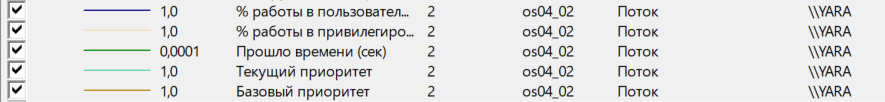 1,0 % работы в пользовател... 2 os04_02 Поток \\YARA
1,0 % работы в привилегиро... 2 os04_02 Поток \\YARA
0,0001 Прошло времени (сек) 2 os04_02 Поток \\YARA
1,0 Текущий приоритет 2 os04_02 Поток \\YARA
1,0 Базовый приоритет 2 os04_02 Поток \\YARA